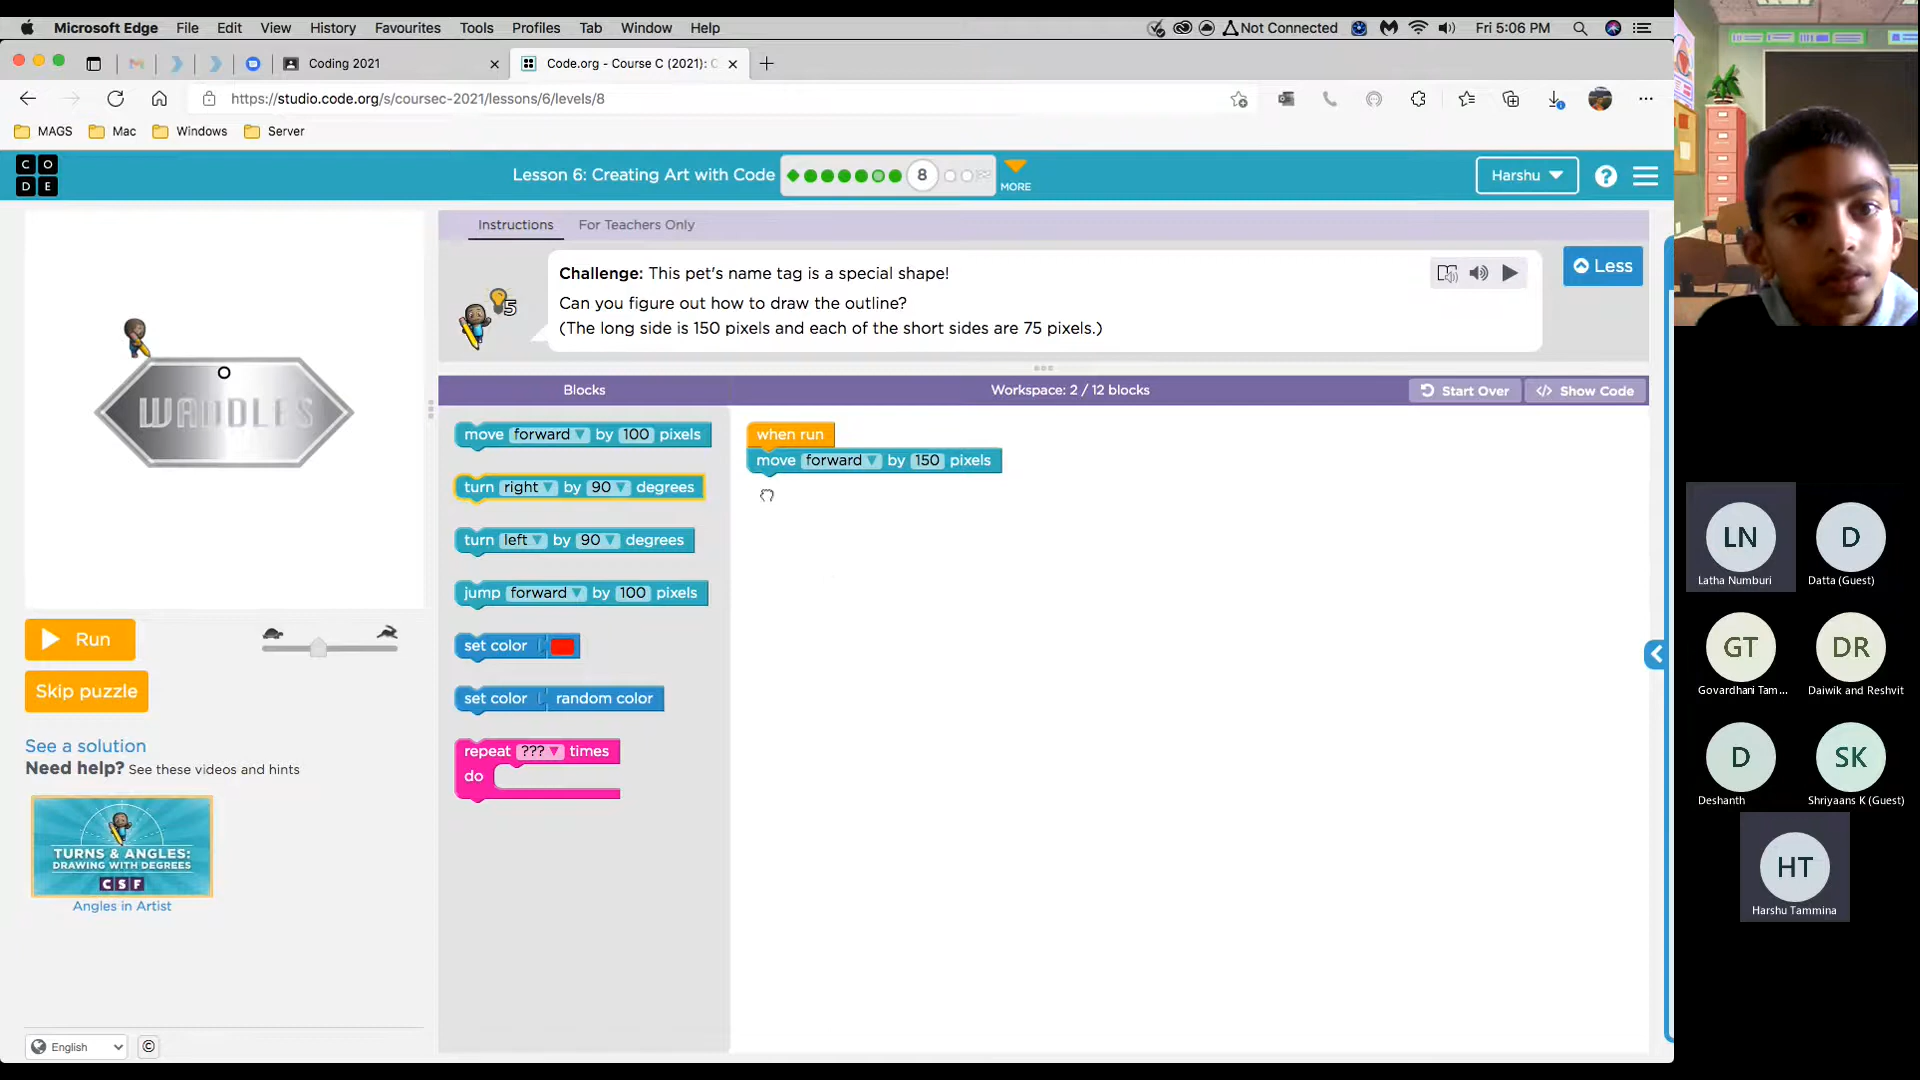 Microsoft Edge File Edit View History Favourites Tools Profiles Tab Window Help
Not Connected Fri 5:06 PM
Coding 2021
Code.org - Course C (2021): C
https://studio.code.org/s/coursec-2021/lessons/6/levels/8
MAGS Mac Windows Server
C O
D E
Lesson 6: Creating Art with Code
8
MORE
Harshu
?
Instructions
For Teachers Only
5
Challenge: This pet's name tag is a special shape!
Can you figure out how to draw the outline?
(The long side is 150 pixels and each of the short sides are 75 pixels.)
Less
WANDLES
Blocks
Workspace: 2 / 12 blocks
Start Over
</> Show Code
move forward by 100 pixels
turn right by 90 degrees
turn left by 90 degrees
jump forward by 100 pixels
set color
set color random color
repeat ??? times
do
when run
move forward by 150 pixels
Run
Skip puzzle
See a solution
Need help? See these videos and hints
TURNS & ANGLES:
DRAWING WITH DEGREES
C S F
Angles in Artist
English
©
LN
Latha Numburi
D
Datta (Guest)
GT
Govardhani Tam...
DR
Daiwik and Reshvit
D
Deshanth
SK
Shriyaans K (Guest)
HT
Harshu Tammina